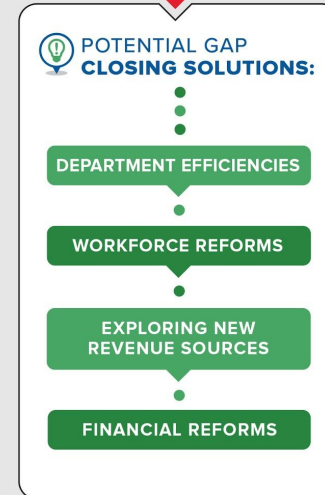 POTENTIAL GAP
CLOSING SOLUTIONS:
DEPARTMENT EFFICIENCIES
WORKFORCE REFORMS
EXPLORING NEW
REVENUE SOURCES
FINANCIAL REFORMS